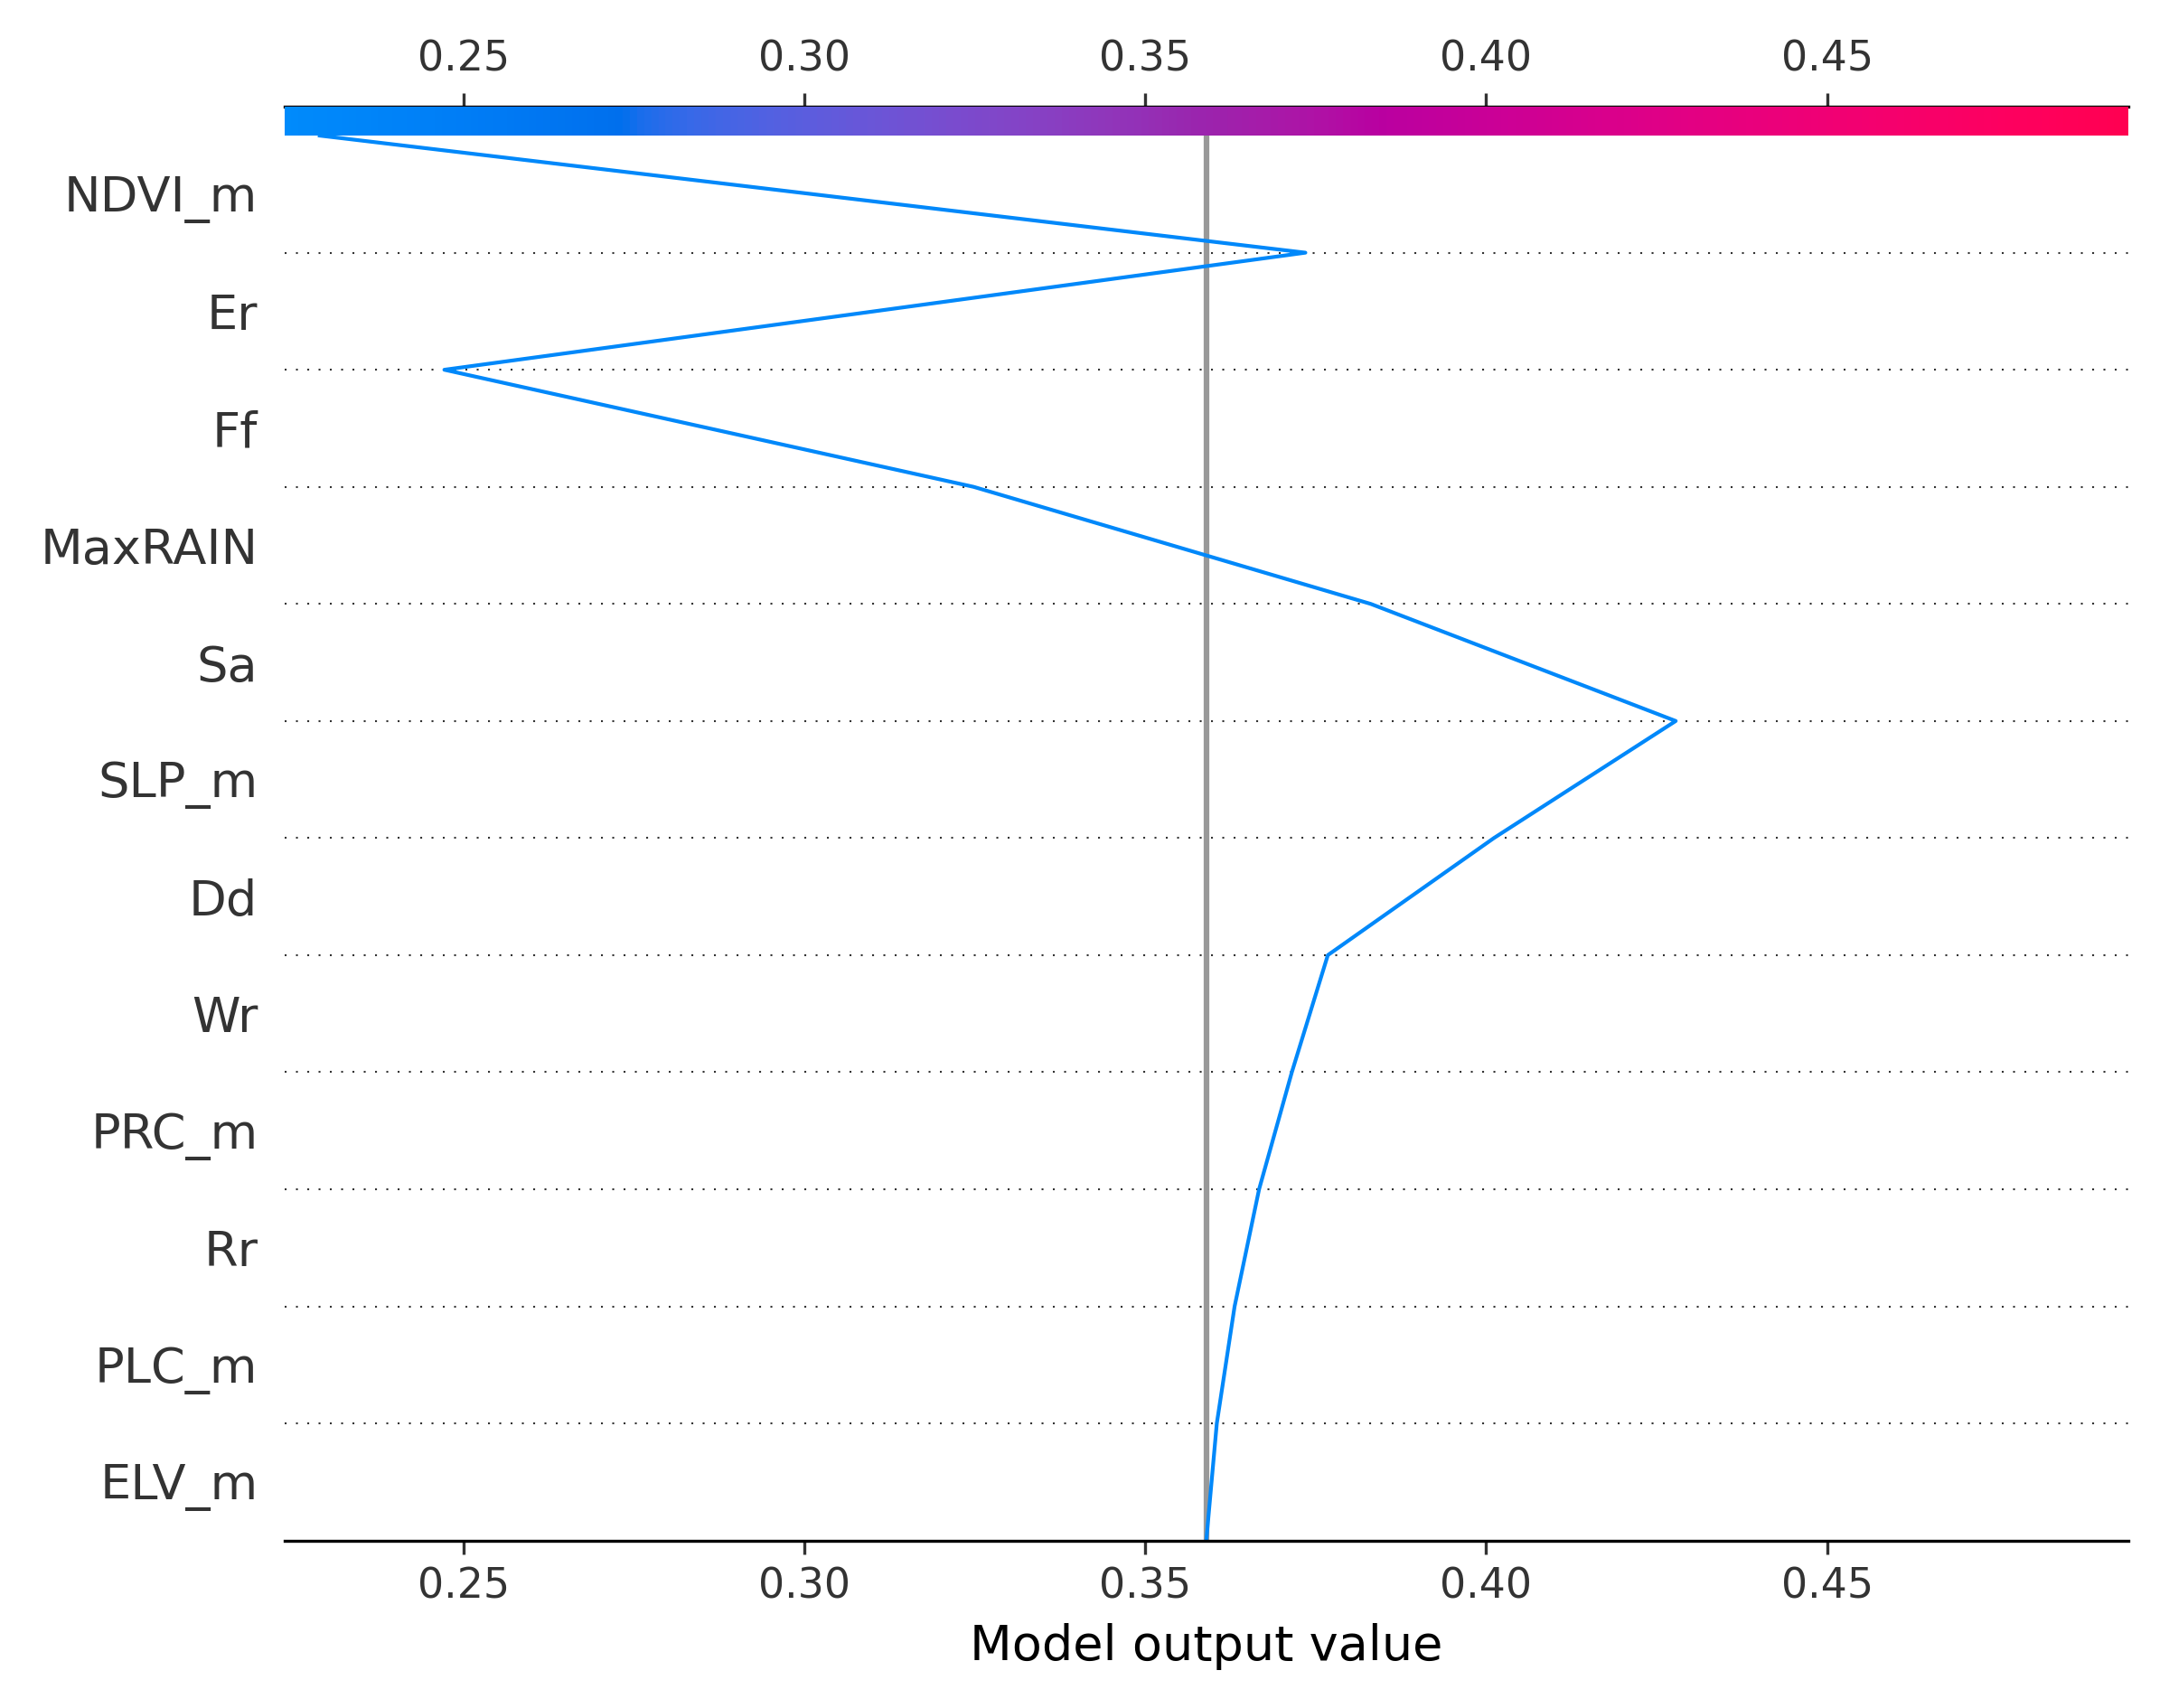 0.25 0.30 0.35 0.40 0.45
NDVI_m
Er
Ff
MaxRAIN
Sa
SLP_m
Dd
Wr
PRC_m
Rr
PLC_m
ELV_m
0.25 0.30 0.35 0.40 0.45
Model output value